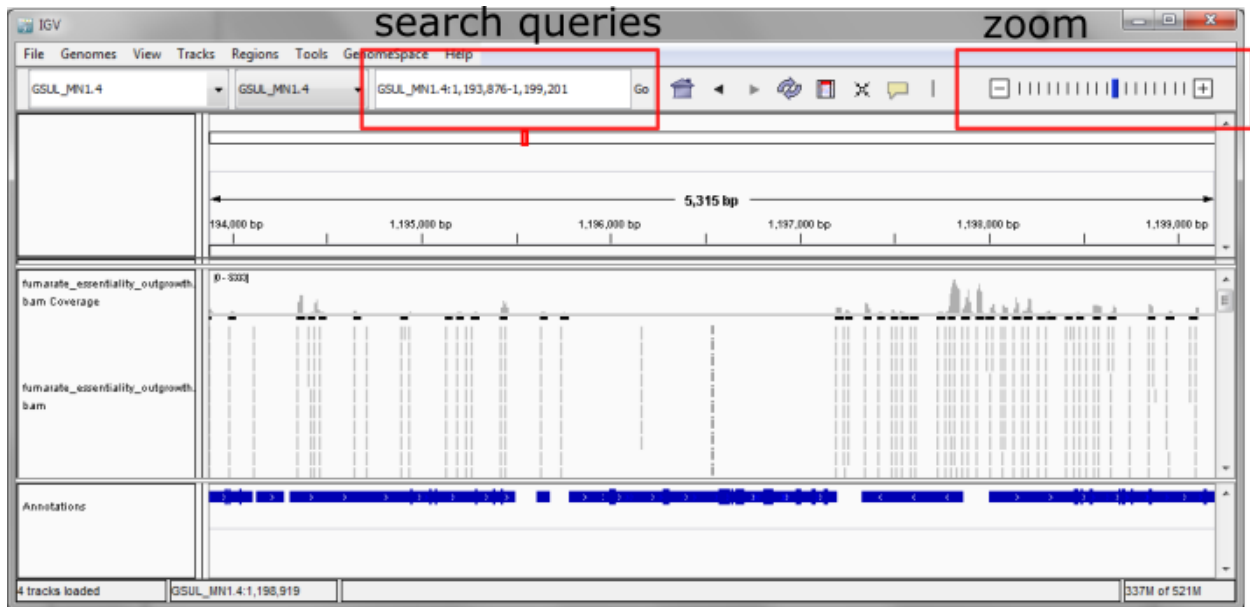 search queries zoom
IGV
File Genomes View Tracks Regions Tools GenomeSpace Help
GSUL_MN1.4 GSUL_MN1.4 GSUL_MN1.4:1,193,876-1,199,201 Go
5,315 bp
194,000 bp 1,195,000 bp 1,196,000 bp 1,197,000 bp 1,198,000 bp 1,199,000 bp
fumarate_essentiality_outgrowth.
bam Coverage
fumarate_essentiality_outgrowth.
bam
Annotations
4 tracks loaded GSUL_MN1.4:1,198,919 337M of 521M